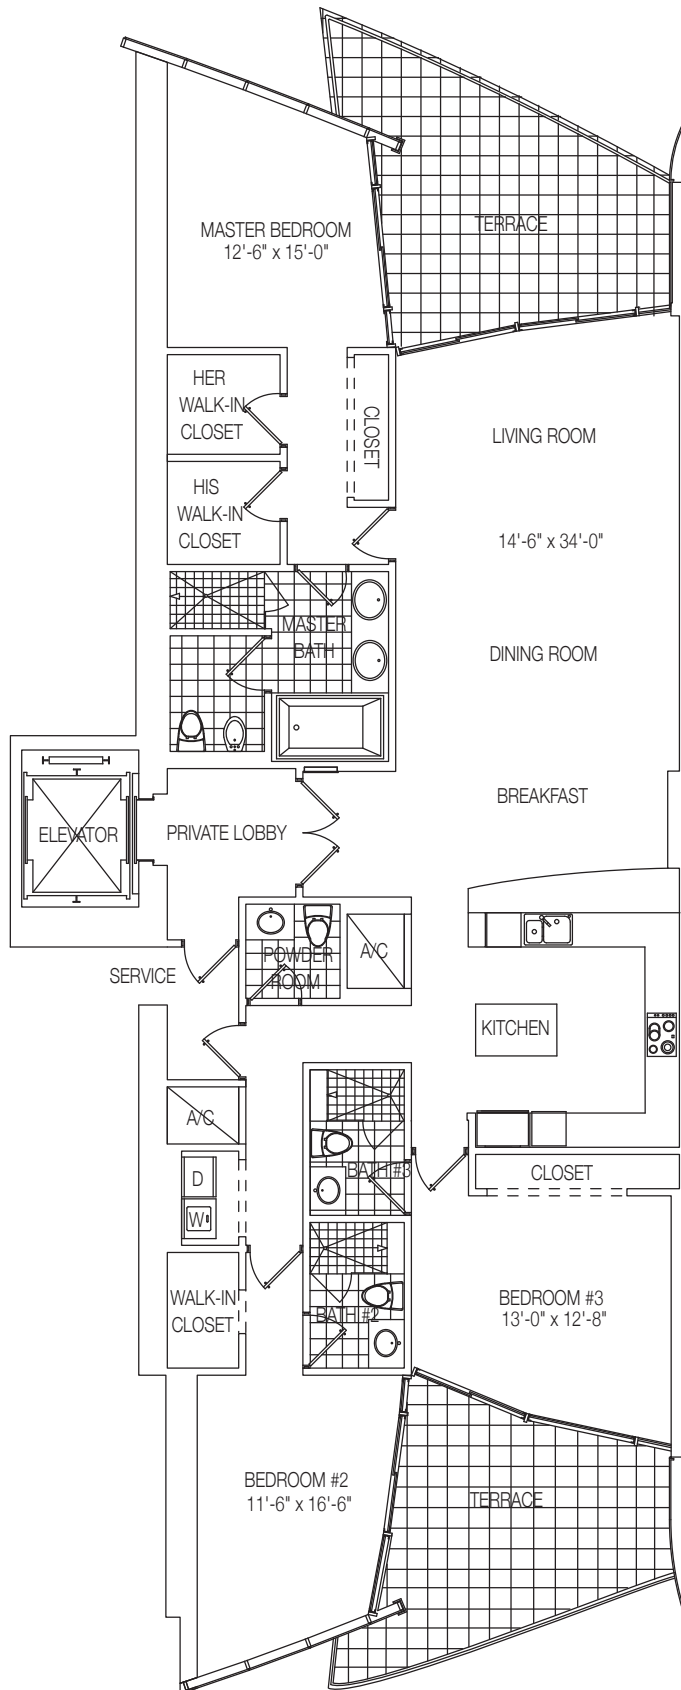 TERRACE
MASTER BEDROOM
12'-6" x 15'-0"
HER
WALK-IN
CLOSET
CLOSET
LIVING ROOM
HIS
WALK-IN
CLOSET
14'-6" x 34'-0"
MASTER
BATH
DINING ROOM
BREAKFAST
ELEVATOR
PRIVATE LOBBY
POWDER
ROOM
A/C
SERVICE
KITCHEN
A/C
BATH #3
CLOSET
D
W
WALK-IN
CLOSET
BATH #2
BEDROOM #3
13'-0" x 12'-8"
BEDROOM #2
11'-6" x 16'-6"
TERRACE